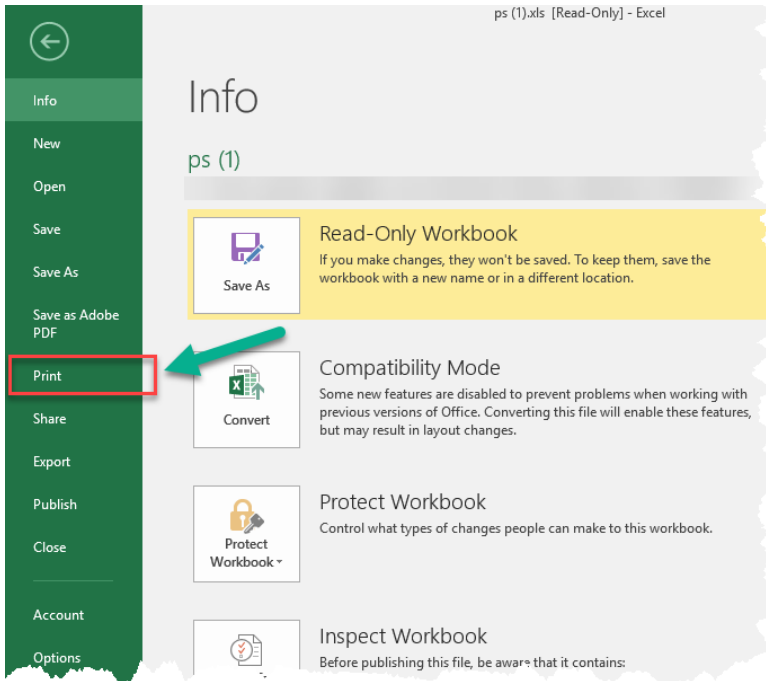 ps (1).xls [Read-Only] - Excel
Info
New
Open
Save
Save As
Save as Adobe
PDF
Print
Share
Export
Publish
Close
Account
Options
Info
ps (1)
Save As
Read-Only Workbook
If you make changes, they won't be saved. To keep them, save the
workbook with a new name or in a different location.
Convert
Compatibility Mode
Some new features are disabled to prevent problems when working with
previous versions of Office. Converting this file will enable these features,
but may result in layout changes.
Protect
Workbook
Protect Workbook
Control what types of changes people can make to this workbook.
Inspect Workbook
Before publishing this file, be aware that it contains: